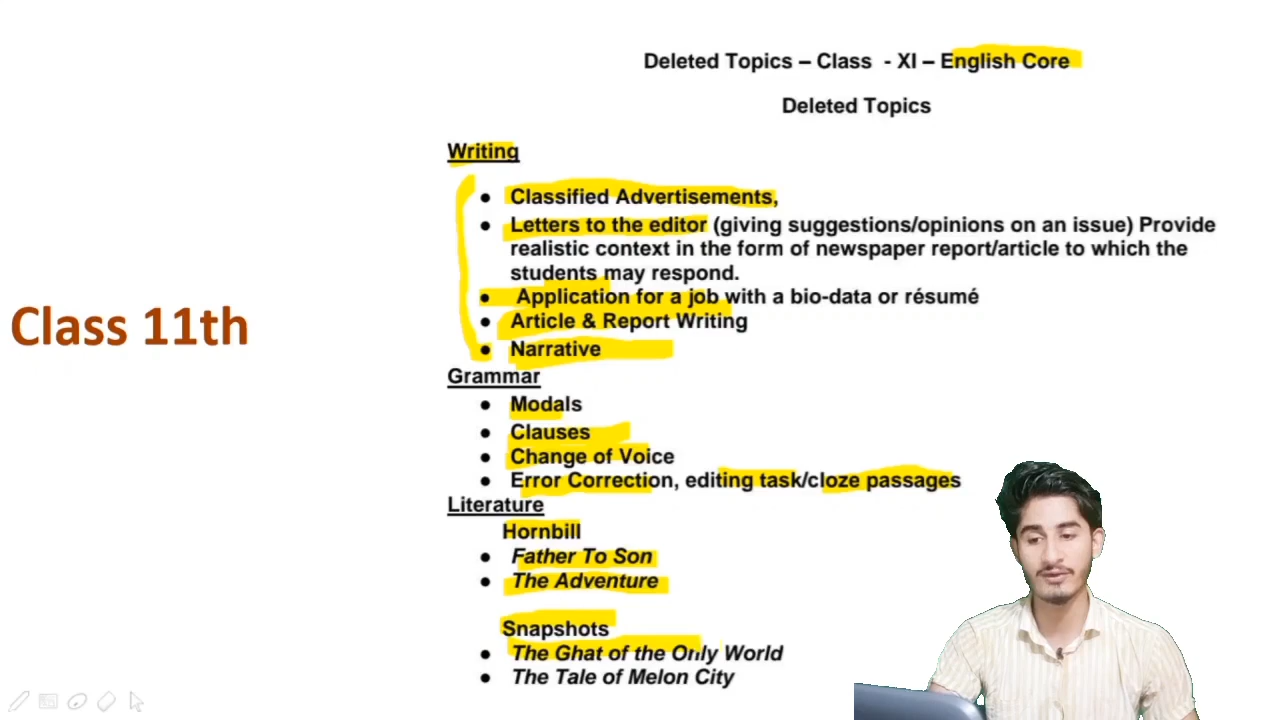 Deleted Topics – Class - XI – English Core
Deleted Topics
Writing
● Classified Advertisements,
● Letters to the editor (giving suggestions/opinions on an issue) Provide
realistic context in the form of newspaper report/article to which the
students may respond.
● Application for a job with a bio-data or résumé
● Article & Report Writing
● Narrative
Class 11th
Grammar
● Modals
● Clauses
● Change of Voice
● Error Correction, editing task/cloze passages
Literature
Hornbill
● Father To Son
● The Adventure
Snapshots
● The Ghat of the Only World
● The Tale of Melon City